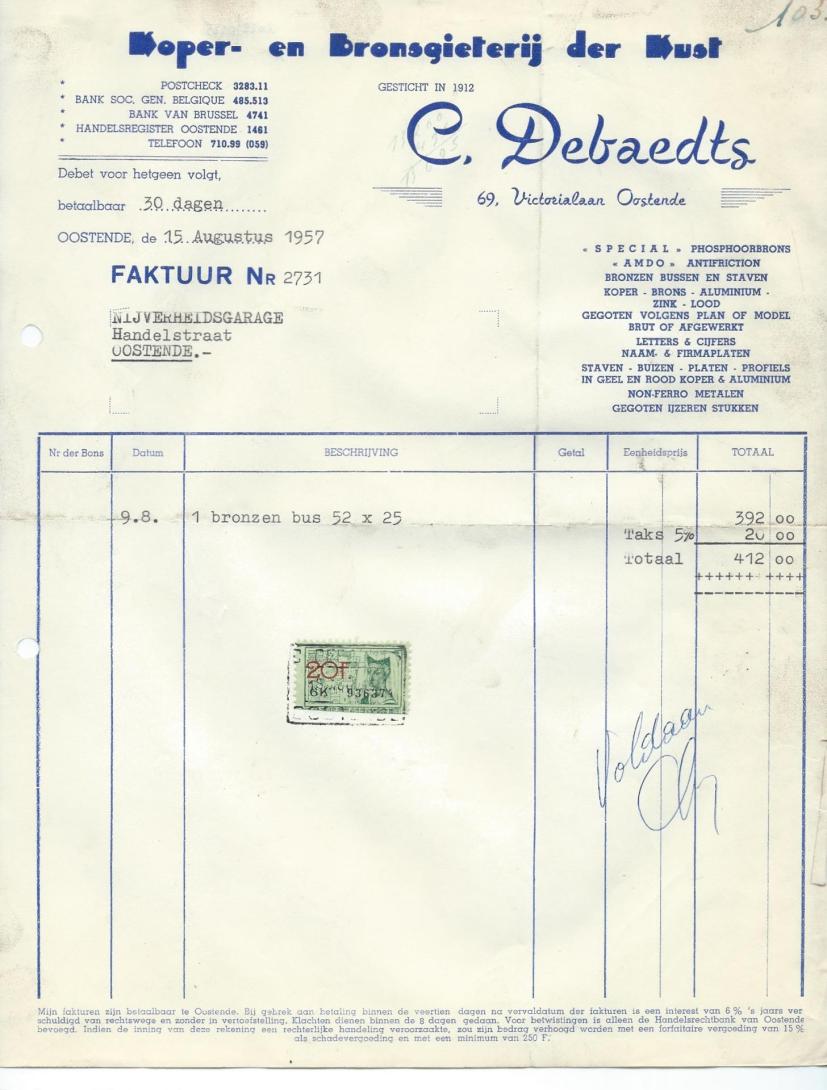 103.
Koper- en Bronsgieterij der Kust
* POSTCHECK 3283.11
* BANK SOC. GEN. BELGIQUE 485.513
* BANK VAN BRUSSEL 4741
* HANDELSREGISTER OOSTENDE 1461
* TELEFOON 710.99 (059)
GESTICHT IN 1912
C. Debaedts
69, Victorialaan Oostende
Debet voor hetgeen volgt,
betaalbaar 30 dagen
OOSTENDE, de 15 Augustus 1957
FAKTUUR Nr 2731
NIJVERHEIDSGARAGE
Handelstraat
OOSTENDE.-
« SPECIAL » PHOSPHOORBRONS
« AMDO » ANTIFRICTION
BRONZEN BUSSEN EN STAVEN
KOPER - BRONS - ALUMINIUM -
ZINK - LOOD
GEGOTEN VOLGENS PLAN OF MODEL
BRUT OF AFGEWERKT
LETTERS & CIJFERS
NAAM- & FIRMAPLATEN
STAVEN - BUIZEN - PLATEN - PROFIELS
IN GEEL EN ROOD KOPER & ALUMINIUM
NON-FERRO METALEN
GEGOTEN IJZEREN STUKKEN
Nr der Bons Datum BESCHRIJVING Getal Eenheidsprijs TOTAAL
9.8. 1 bronzen bus 52 x 25 392 00
Taks 5% 20 00
Totaal 412 00
20f.
Voldaan
Mijn fakturen zijn betaalbaar te Oostende. Bij gebrek aan betaling binnen de veertien dagen na vervaldatum der fakturen is een interest van 6 % 's jaars ver
schuldigd van rechtswege en zonder in vertoefstelling. Klachten dienen binnen de 8 dagen gedaan. Voor betwistingen is alleen de Handelsrechtbank van Oostende
bevoegd. Indien de inning van deze rekening een rechterlijke handeling veroorzaakte, zou zijn bedrag verhoogd worden met een forfaitaire vergoeding van 15 %
als schadevergoeding en met een minimum van 250 F.